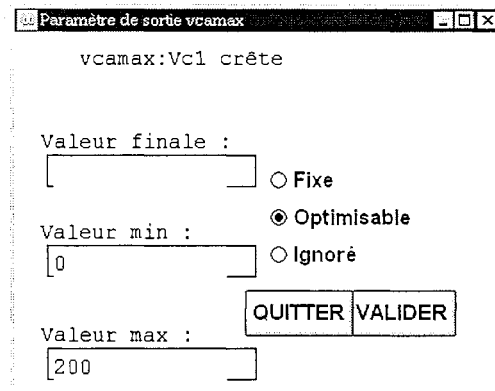 Paramètre de sortie vcamax
vcamax:Vc1 crête
Valeur finale :
Fixe
Optimisable
Valeur min :
0
Ignoré
QUITTER VALIDER
Valeur max :
200